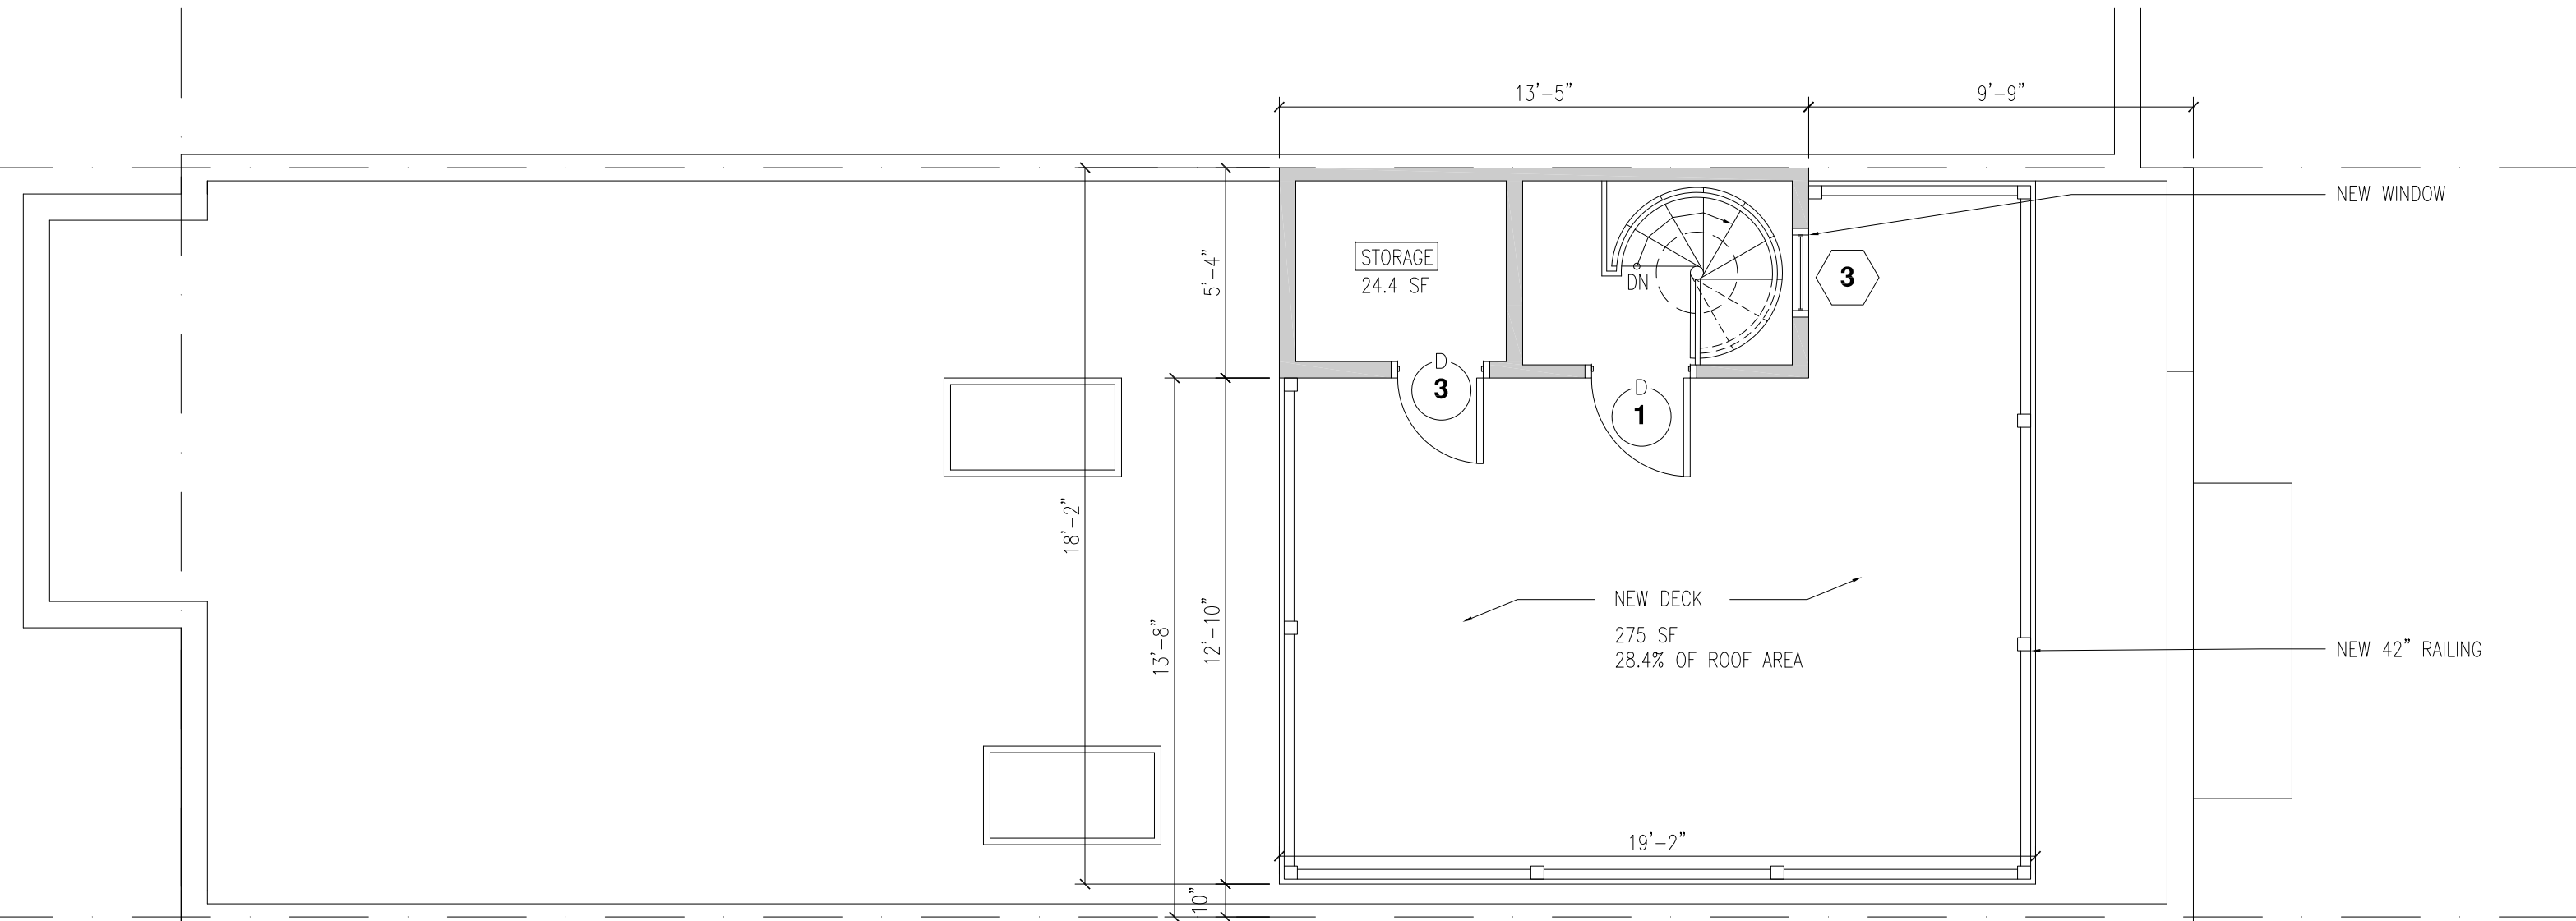 13'-5"
9'-9"
NEW WINDOW
STORAGE
24.4 SF
DN
3
5'-4"
D
3
D
1
18'-2"
13'-8"
12'-10"
NEW DECK
275 SF
28.4% OF ROOF AREA
NEW 42" RAILING
19'-2"
10"